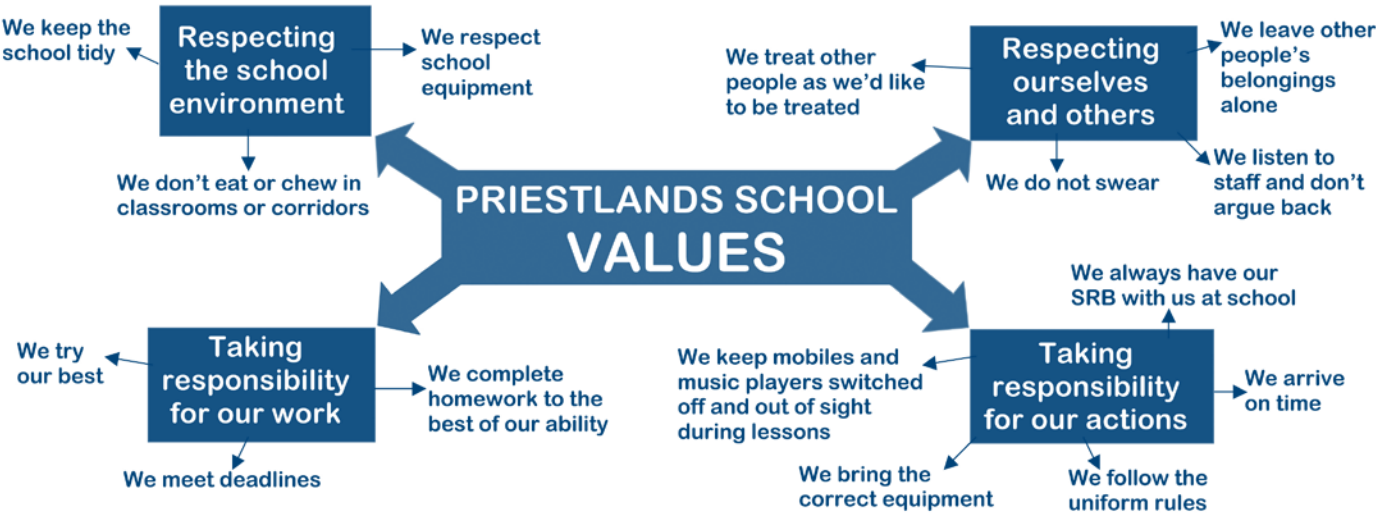 We keep the
school tidy
Respecting
the school
environment
We respect
school
equipment
We don't eat or chew in
classrooms or corridors
We treat other
people as we'd like
to be treated
Respecting
ourselves
and others
We leave other
people's
belongings
alone
We do not swear
We listen to
staff and don't
argue back
PRIESTLANDS SCHOOL
VALUES
We try
our best
Taking
responsibility
for our work
We complete
homework to the
best of our ability
We meet deadlines
We always have our
SRB with us at school
We keep mobiles and
music players switched
off and out of sight
during lessons
Taking
responsibility
for our actions
We arrive
on time
We bring the
correct equipment
We follow the
uniform rules